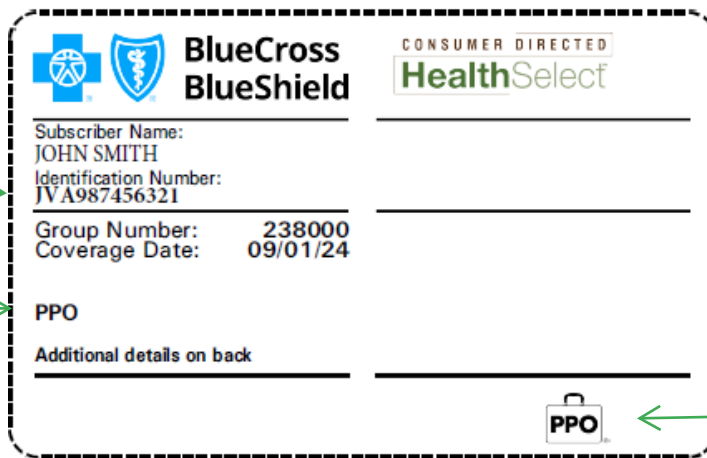 BlueCross
BlueShield
CONSUMER DIRECTED
HealthSelect
Subscriber Name:
JOHN SMITH
Identification Number:
JVA987456321
Group Number: 238000
Coverage Date: 09/01/24
PPO
Additional details on back
PPO